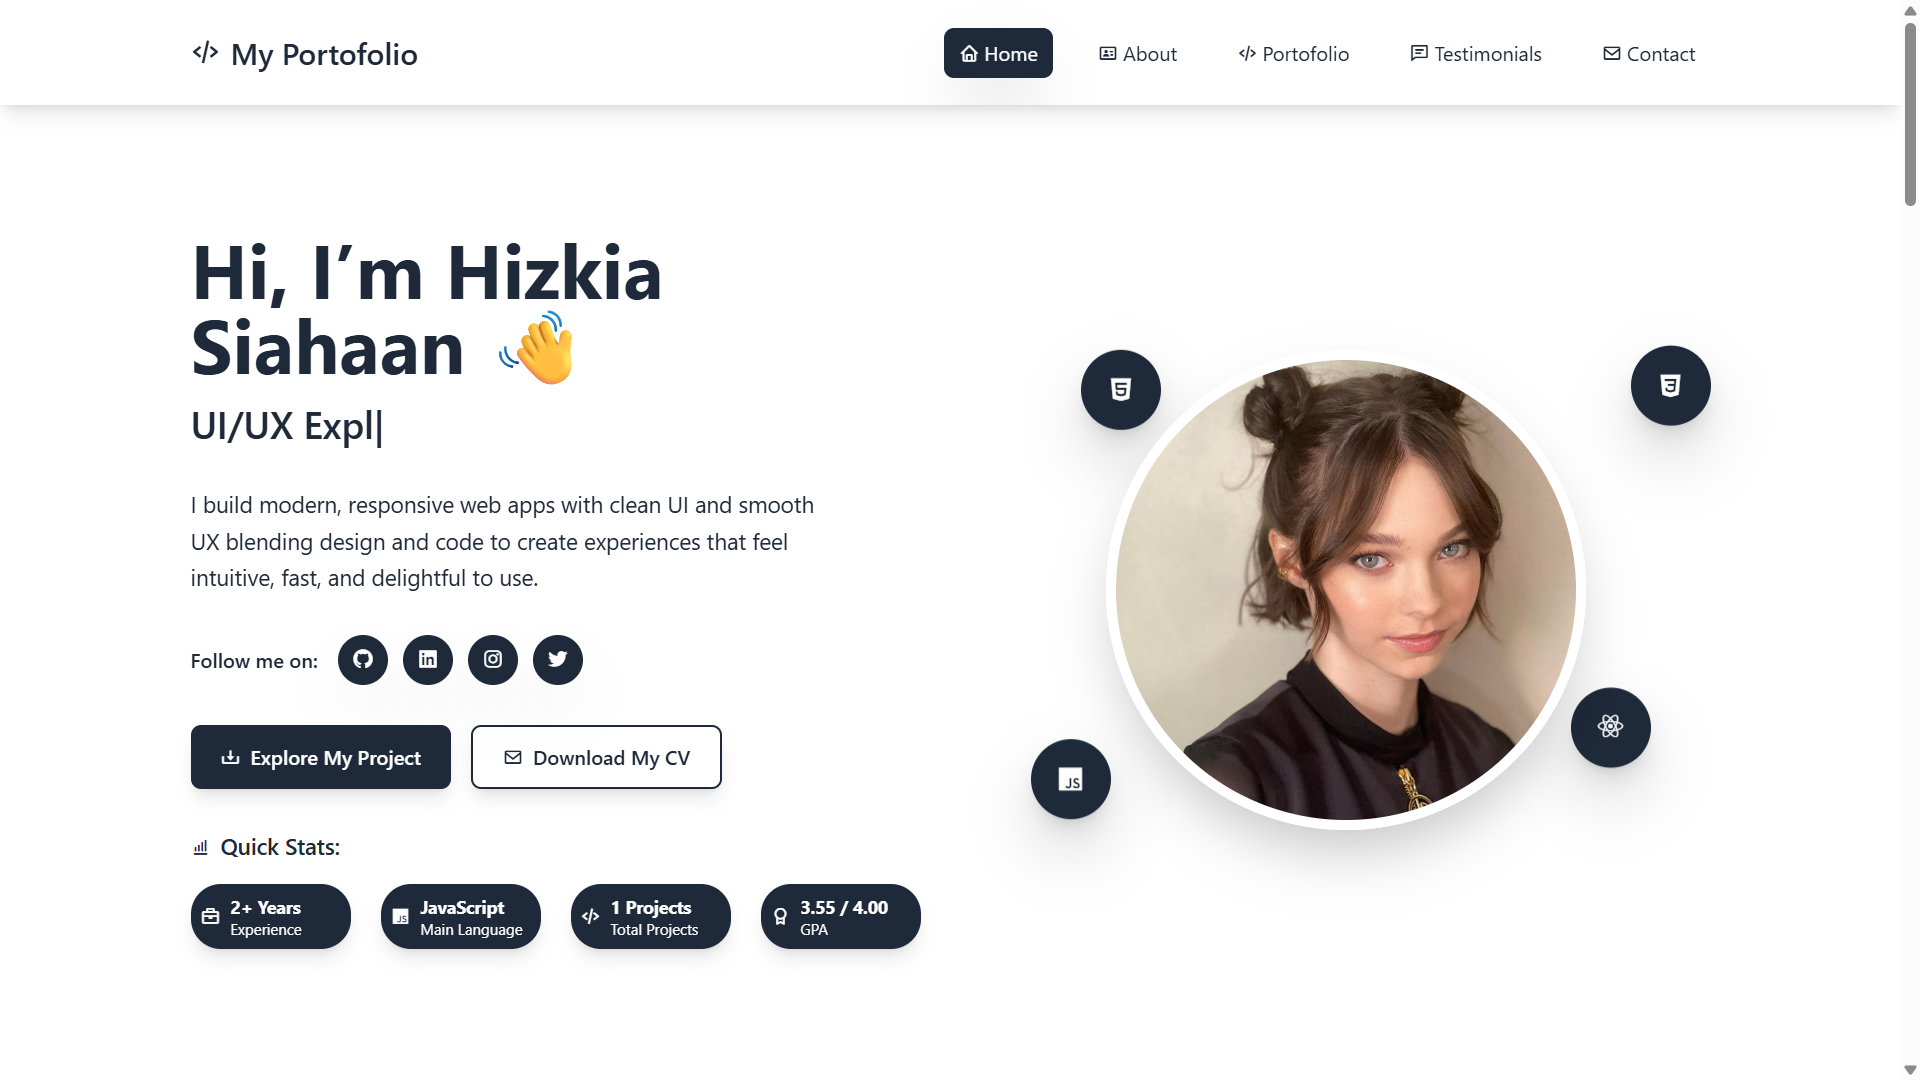 My Portofolio
Home
About
Portofolio
Testimonials
Contact
Hi, I’m Hizkia
Siahaan 👋
UI/UX Expl|
I build modern, responsive web apps with clean UI and smooth
UX blending design and code to create experiences that feel
intuitive, fast, and delightful to use.
Follow me on:
Explore My Project
Download My CV
Quick Stats:
2+ Years
Experience
JS
JavaScript
Main Language
1 Projects
Total Projects
3.55 / 4.00
GPA
5
3
JS